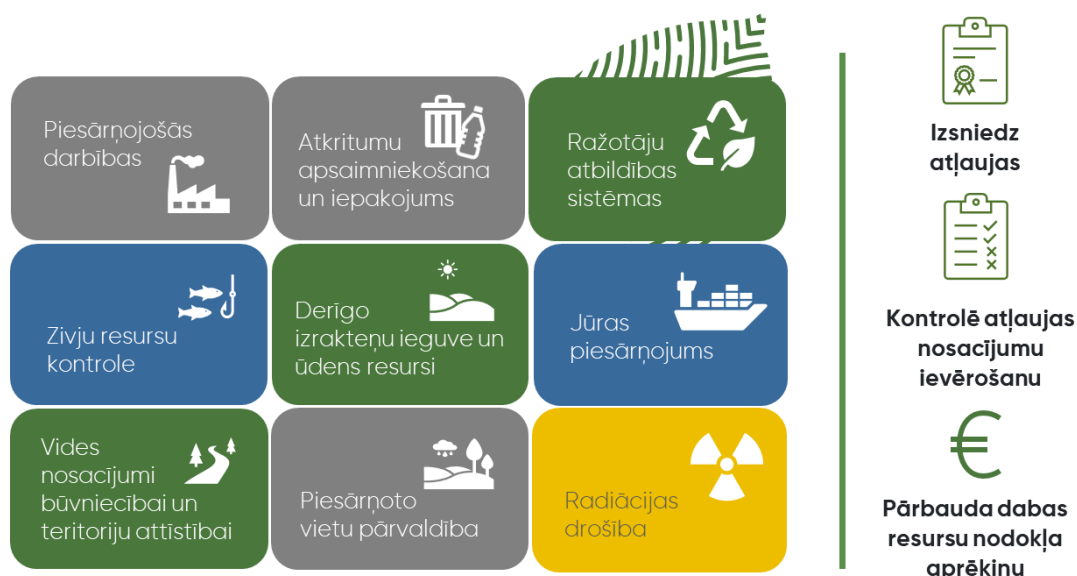 Piesārņojošās
darbības
Atkritumu
apsaimniekošana
un iepakojums
Ražotāju
atbildības
sistēmas
Zivju resursu
kontrole
Derīgo
izrakteņu ieguve un
ūdens resursi
Jūras
piesārņojums
Vides
nosacījumi
būvniecībai un
teritoriju attīstībai
Piesārņoto
vietu pārvaldība
Radiācijas
drošība
Izsniedz
atļaujas
Kontrolē atļaujas
nosacījumu
ievērošanu
€
Pārbauda dabas
resursu nodokļa
aprēķinu